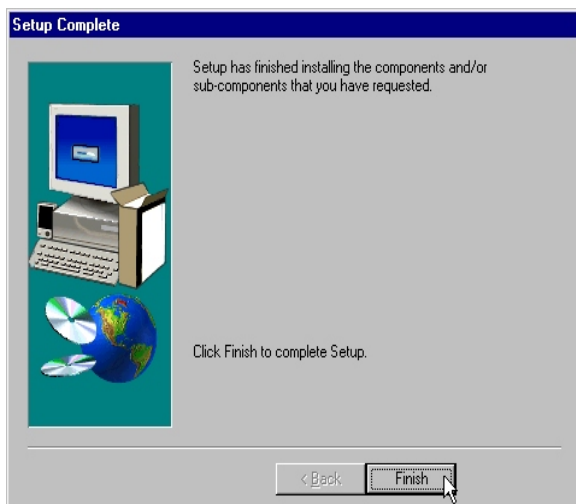 Setup Complete
Setup has finished installing the components and/or
sub-components that you have requested.
Click Finish to complete Setup.
< Back
Finish